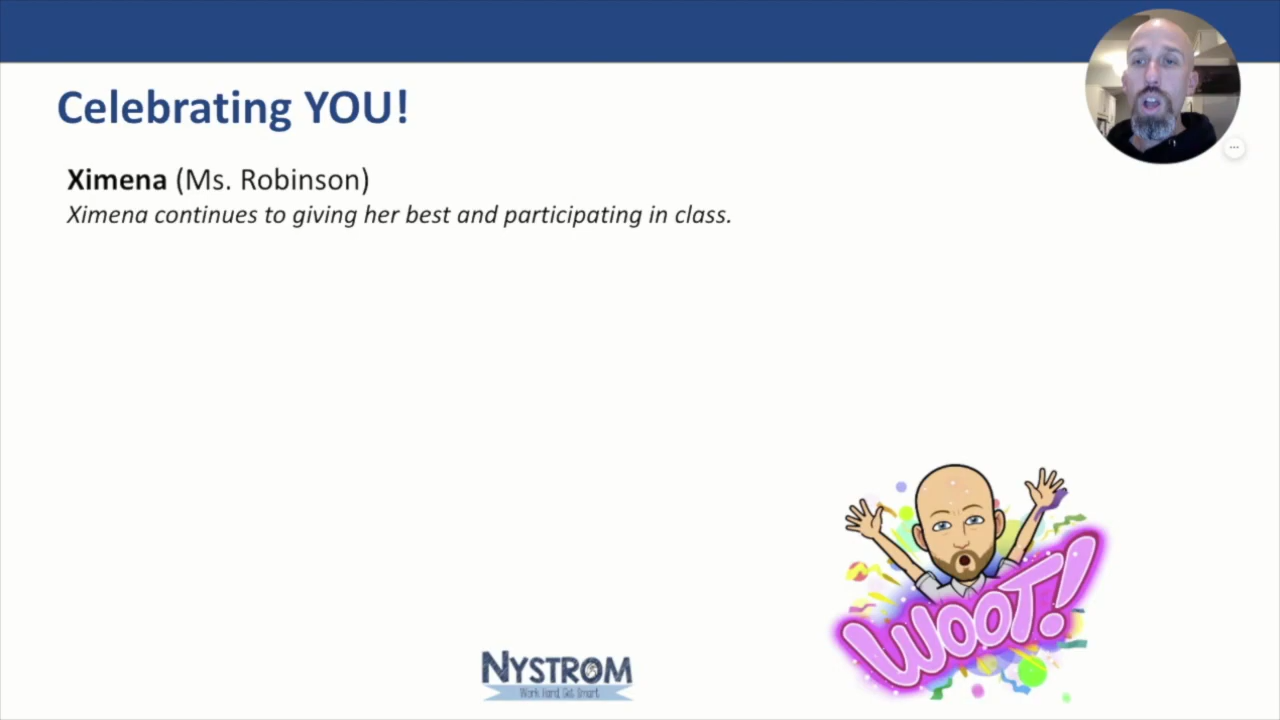 Celebrating YOU!
Ximena (Ms. Robinson)
Ximena continues to giving her best and participating in class.
WOOT!
NYSTROM
Work Hard, Get Smart